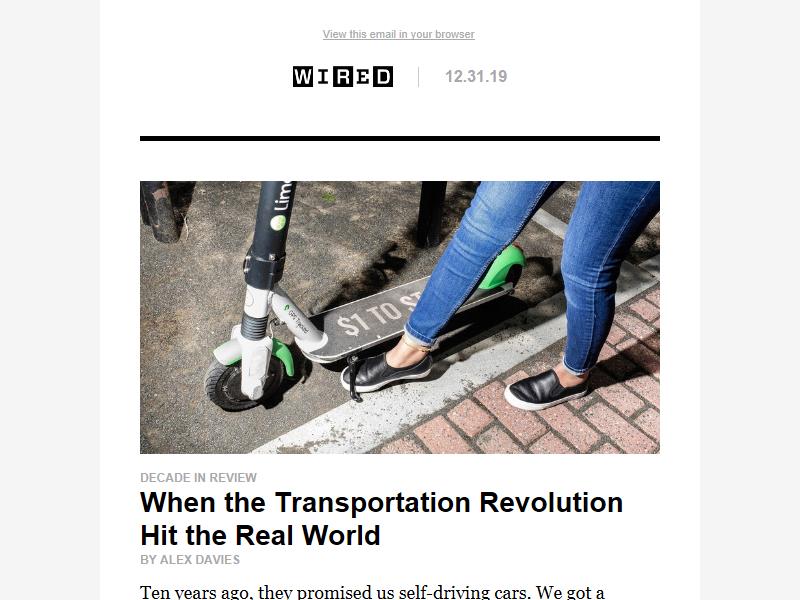 View this email in your browser
WIRED
12.31.19
Lime
$1 TO ST
DECADE IN REVIEW
When the Transportation Revolution
Hit the Real World
BY ALEX DAVIES
Ten years ago, they promised us self-driving cars. We got a